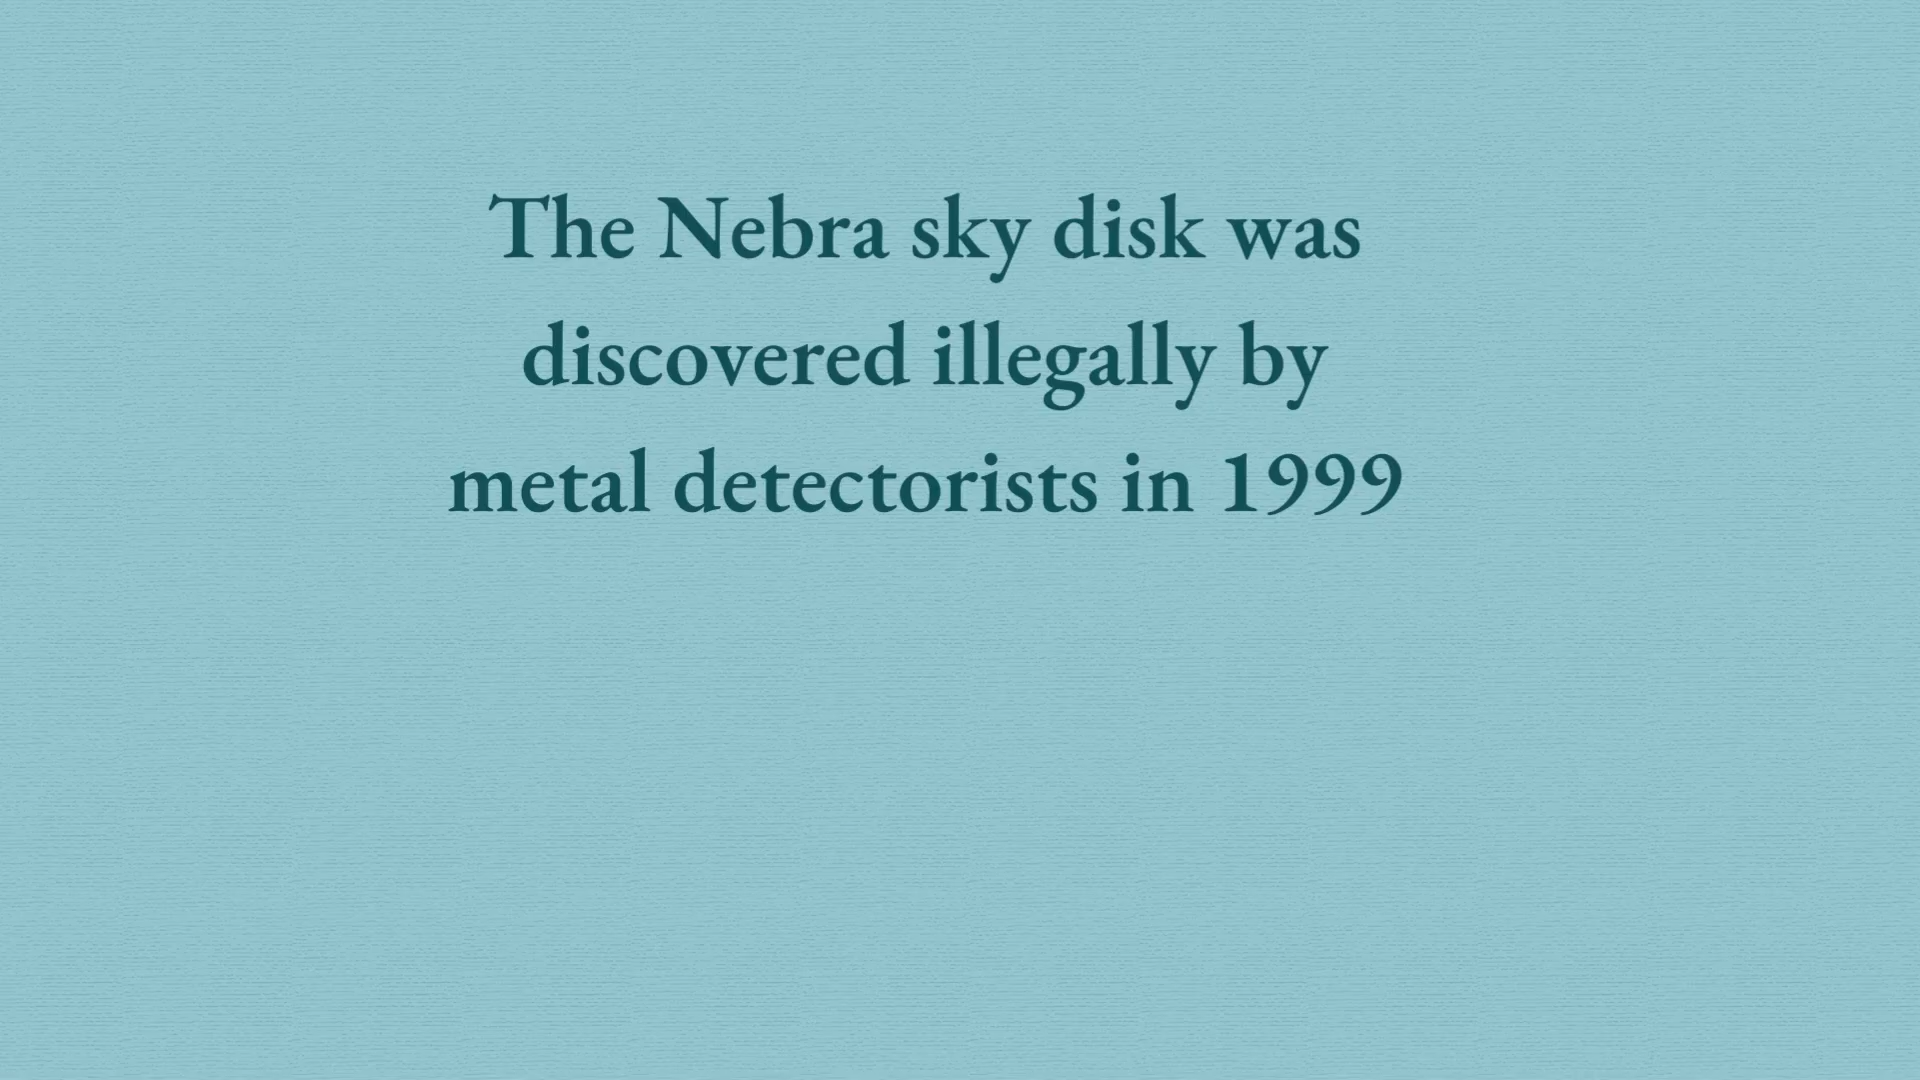 The Nebra sky disk was
discovered illegally by
metal detectorists in 1999